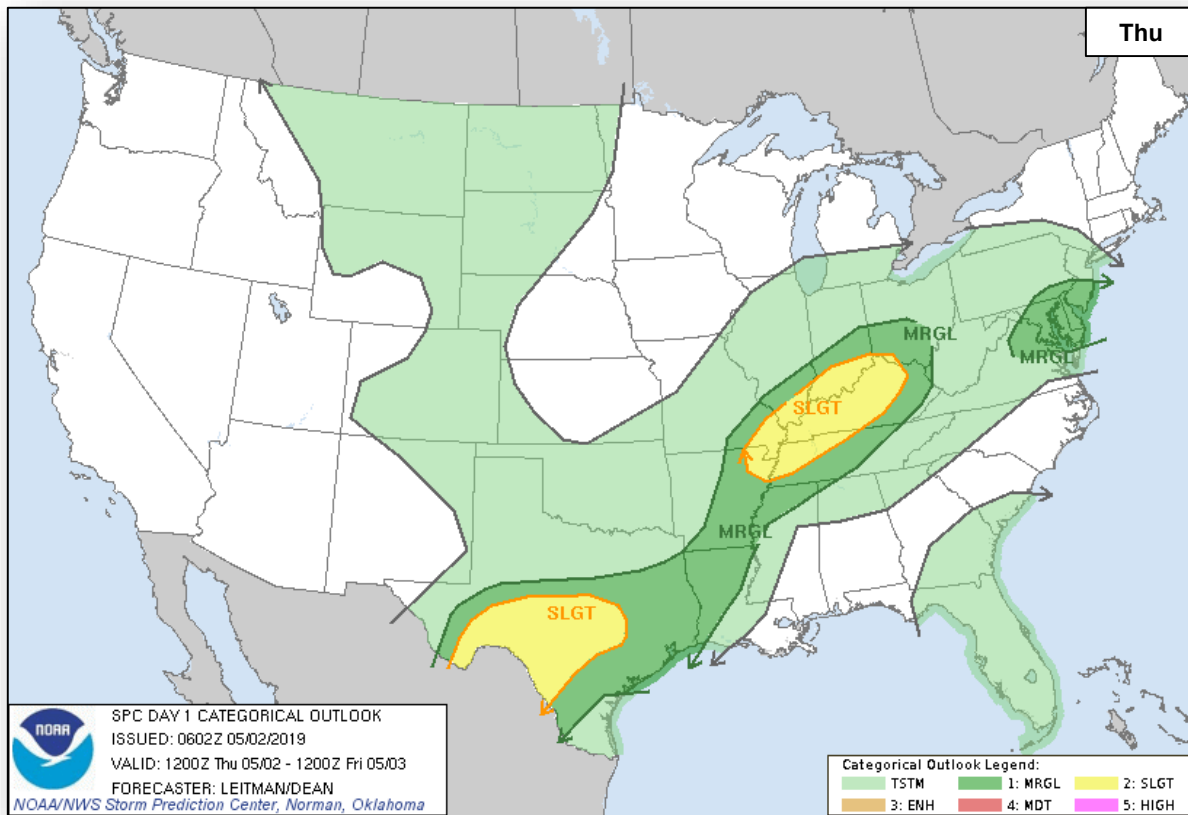 Thu
MRGL
MRGL
SLGT
MRGL
SLGT
NOAA
SPC DAY 1 CATEGORICAL OUTLOOK
ISSUED: 0602Z 05/02/2019
VALID: 1200Z Thu 05/02 - 1200Z Fri 05/03
FORECASTER: LEITMAN/DEAN
NOAA/NWS Storm Prediction Center, Norman, Oklahoma
Categorical Outlook Legend:
TSTM 1: MRGL 2: SLGT
3: ENH 4: MDT 5: HIGH